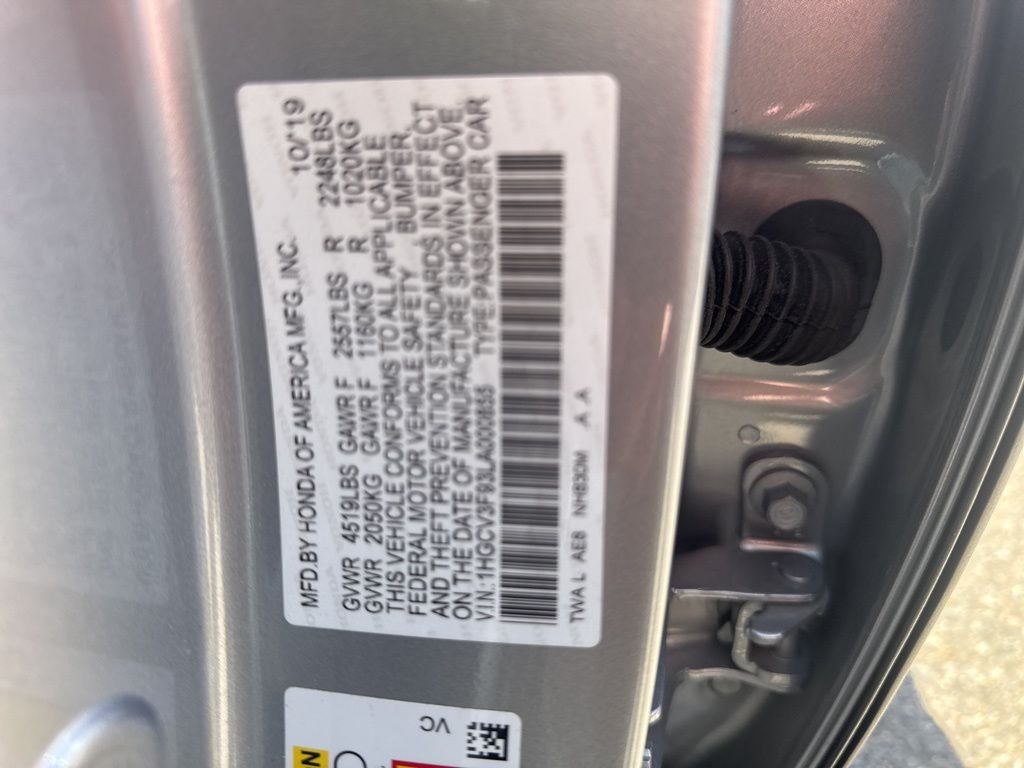 MFD.BY HONDA OF AMERICA MFG.,INC. 10/'19
GVWR 4519LBS GAWR F 2557LBS R 2248LBS
GVWR 2050KG GAWR F 1160KG R 1020KG
THIS VEHICLE CONFORMS TO ALL APPLICABLE
FEDERAL MOTOR VEHICLE SAFETY, BUMPER,
AND THEFT PREVENTION STANDARDS IN EFFECT
ON THE DATE OF MANUFACTURE SHOWN ABOVE.
V I N.: TYPE:PASSENGER CAR
TWA L AE8 A A
VC